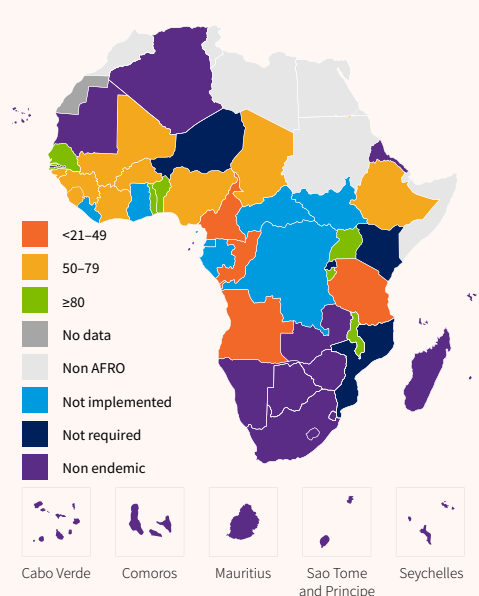 <21–49
50–79
≥80
No data
Non AFRO
Not implemented
Not required
Non endemic
Cabo Verde
Comoros
Mauritius
Sao Tome
and Principe
Seychelles